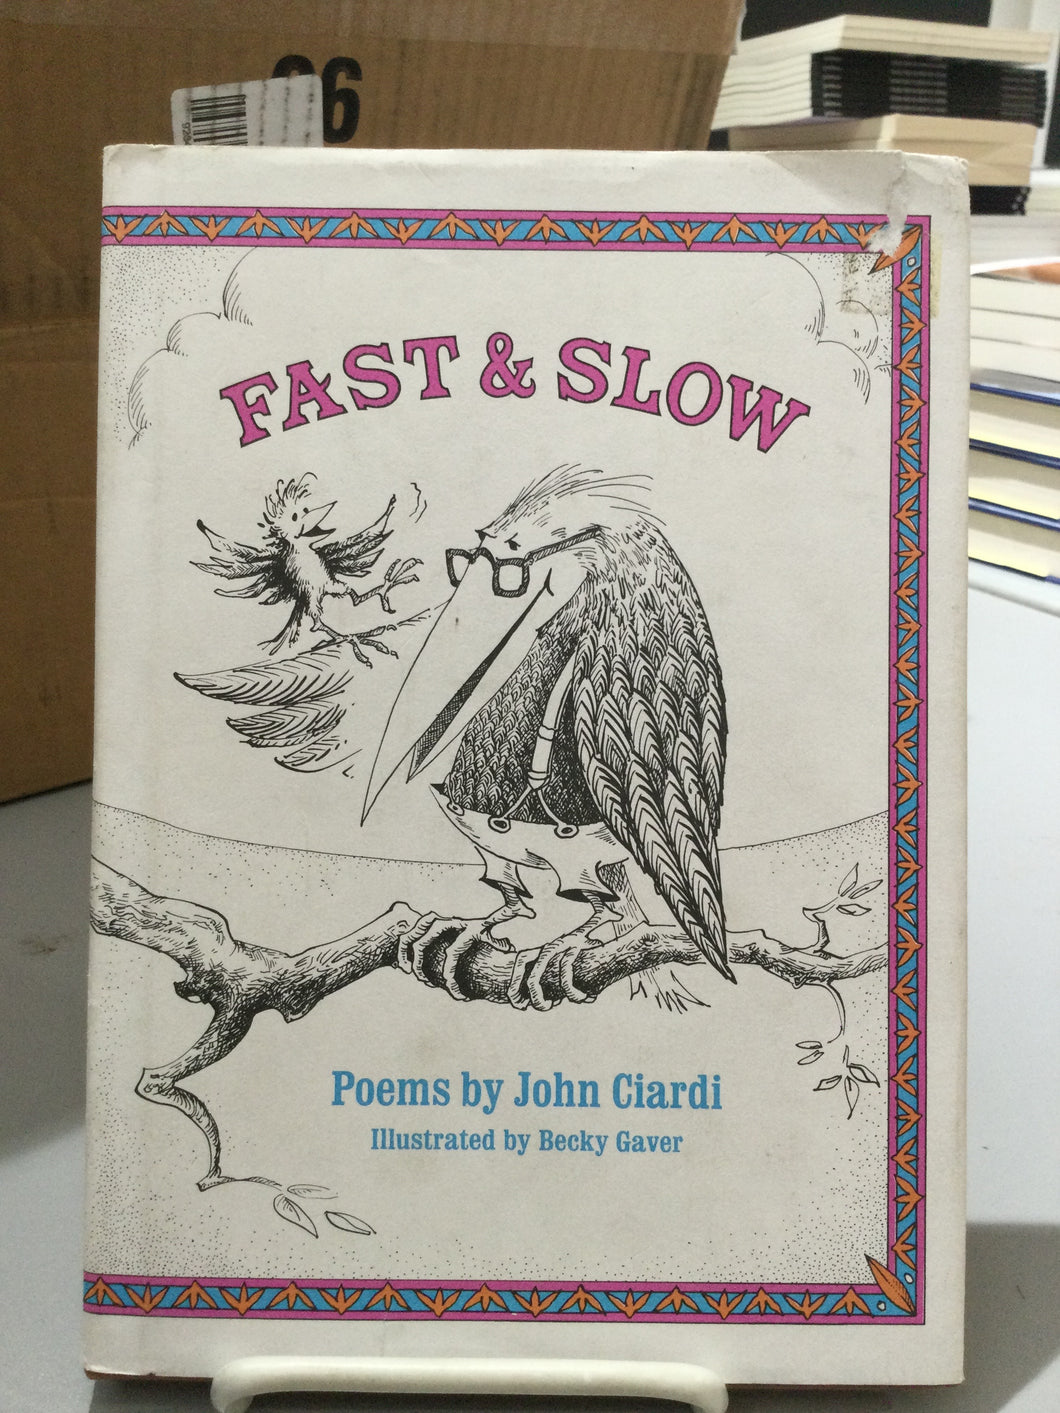 FAST & SLOW
Poems by John Ciardi
Illustrated by Becky Gaver